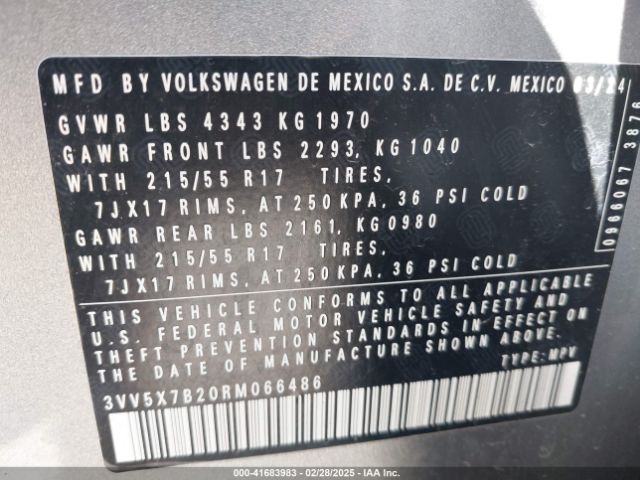 MFD BY VOLKSWAGEN DE MEXICO S.A. DE C.V. MEXICO 03/24
GVWR LBS 4343 KG 1970
GAWR FRONT LBS 2293, KG 1040
WITH 215/55 R17 TIRES,
7JX17 RIMS, AT 250 KPA, 36 PSI COLD
GAWR REAR LBS 2161, KG 0980
WITH 215/55 R17 TIRES,
7JX17 RIMS, AT 250 KPA, 36 PSI COLD
THIS VEHICLE CONFORMS TO ALL APPLICABLE
U.S. FEDERAL MOTOR VEHICLE SAFETY AND
THEFT PREVENTION STANDARDS IN EFFECT ON
THE DATE OF MANUFACTURE SHOWN ABOVE.
TYPE: MPV
3VV5X7B20RM066486
0966067 3876
000-41683983 / 02/28/2025 - IAA Inc.